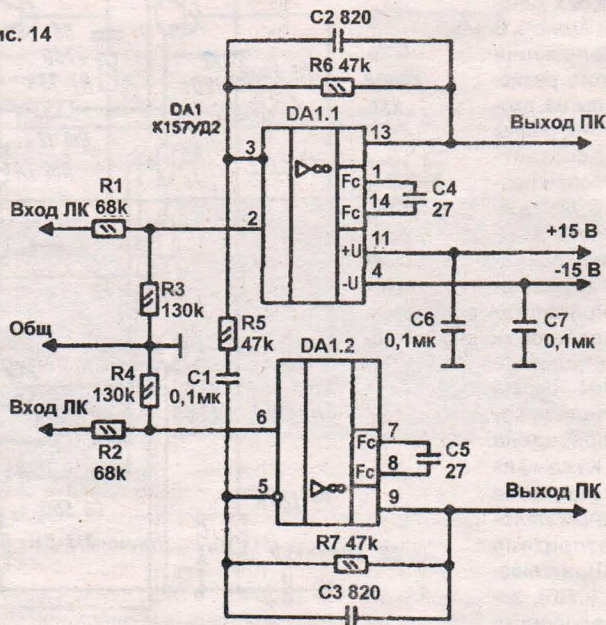 ис. 14
C2 820
R6 47k
DA1
К157УД2
DA1.1
13
Выход ПК
3
1
Fc
C4
27
14
Fc
R1
68k
Вход ЛК
2
11
+U
+15 В
4
-U
-15 В
R3
130k
R5
47k
C6
0,1мк
C7
0,1мк
Общ
R4
130k
C1
0,1мк
DA1.2
Вход ЛК
6
7
Fc
C5
27
8
Fc
R2
68k
5
9
Выход ПК
R7 47k
C3 820